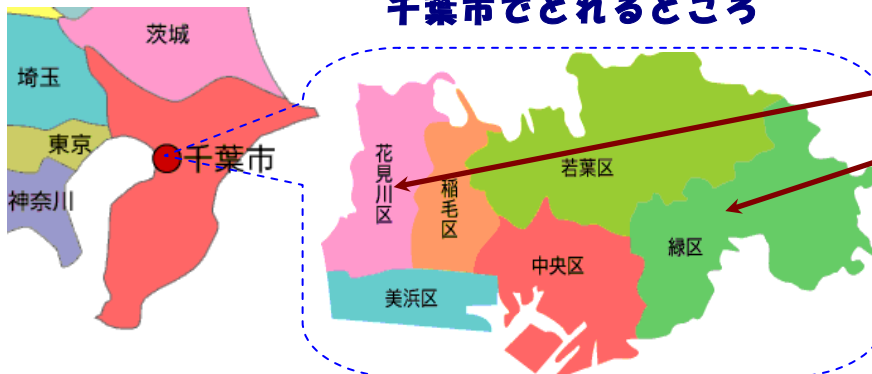 千葉市でとれるところ
茨城
埼玉
東京
千葉市
神奈川
花見川区
稲毛区
若葉区
緑区
中央区
美浜区